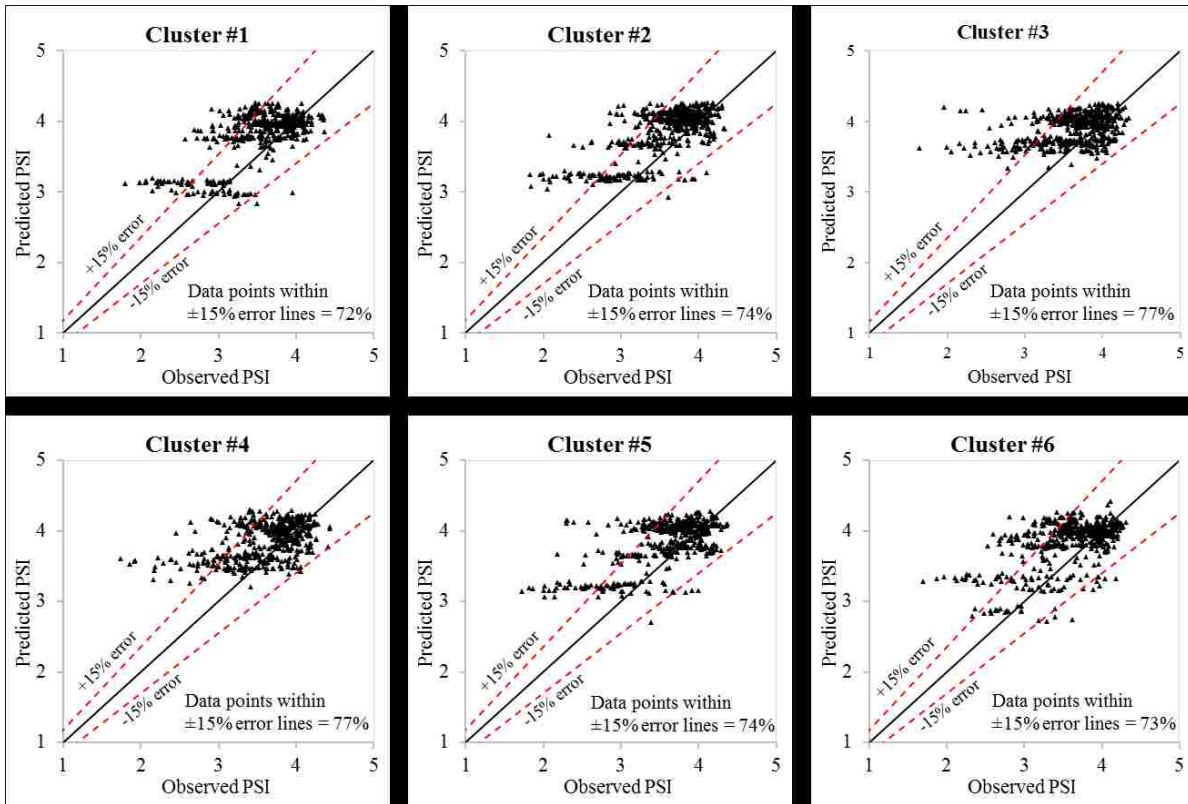 Cluster #1
5
4
3
2
1
Predicted PSI
+15% error
-15% error
Data points within
±15% error lines = 72%
1 2 3 4 5
Observed PSI
Cluster #2
5
4
3
2
1
Predicted PSI
+15% error
-15% error
Data points within
±15% error lines = 74%
1 2 3 4 5
Observed PSI
Cluster #3
5
4
3
2
1
Predicted PSI
+15% error
-15% error
Data points within
±15% error lines = 77%
1 2 3 4 5
Observed PSI
Cluster #4
5
4
3
2
1
Predicted PSI
+15% error
-15% error
Data points within
±15% error lines = 77%
1 2 3 4 5
Observed PSI
Cluster #5
5
4
3
2
1
Predicted PSI
+15% error
-15% error
Data points within
±15% error lines = 74%
1 2 3 4 5
Observed PSI
Cluster #6
5
4
3
2
1
Predicted PSI
+15% error
-15% error
Data points within
±15% error lines = 73%
1 2 3 4 5
Observed PSI